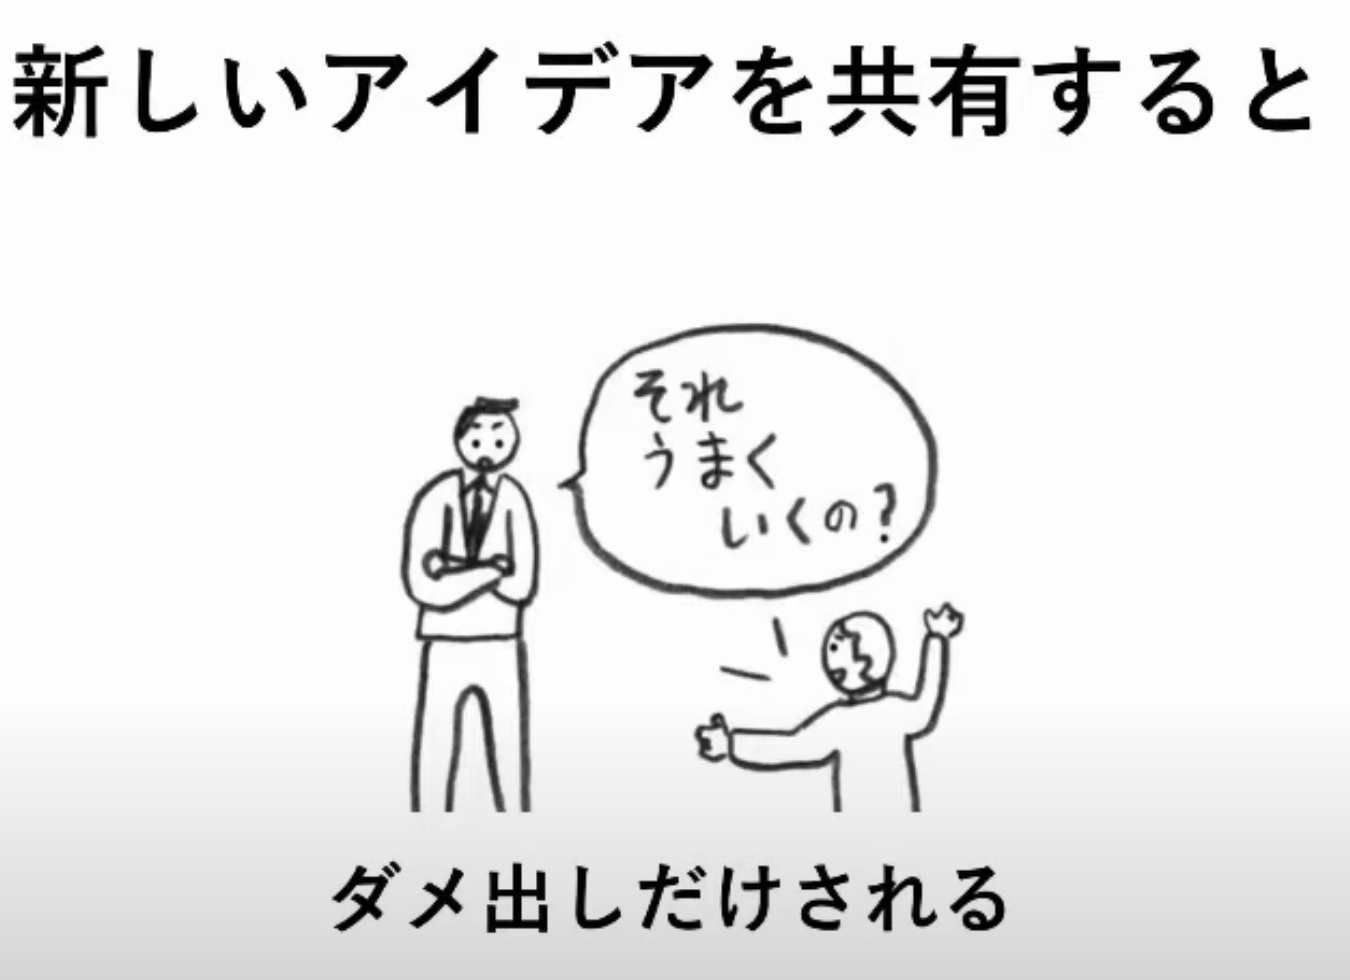 新しいアイデアを共有すると
それ
うまく
いくの?
ダメ出しだけされる